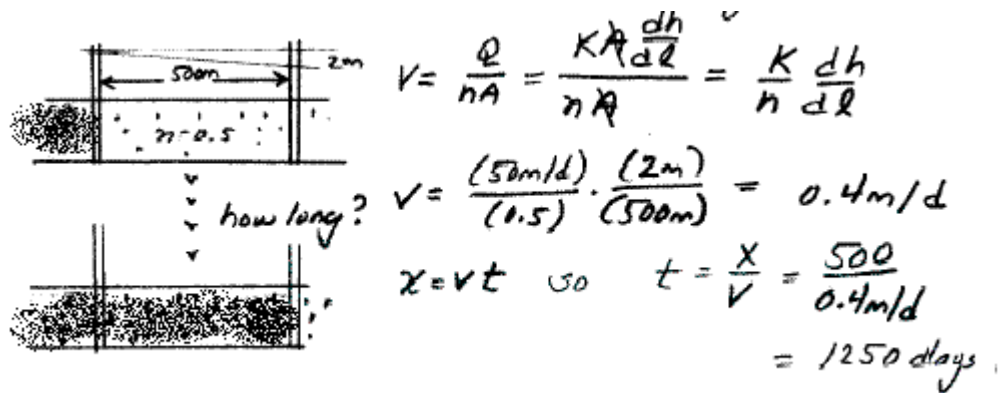 500m
2m
n=0.5
how long?
V = Q/nA = KA dh/dl / nA = K/n dh/dl
V = (50m/d)/(0.5) · (2m)/(500m) = 0.4m/d
x = vt so t = x/v = 500/0.4m/d
= 1250 days